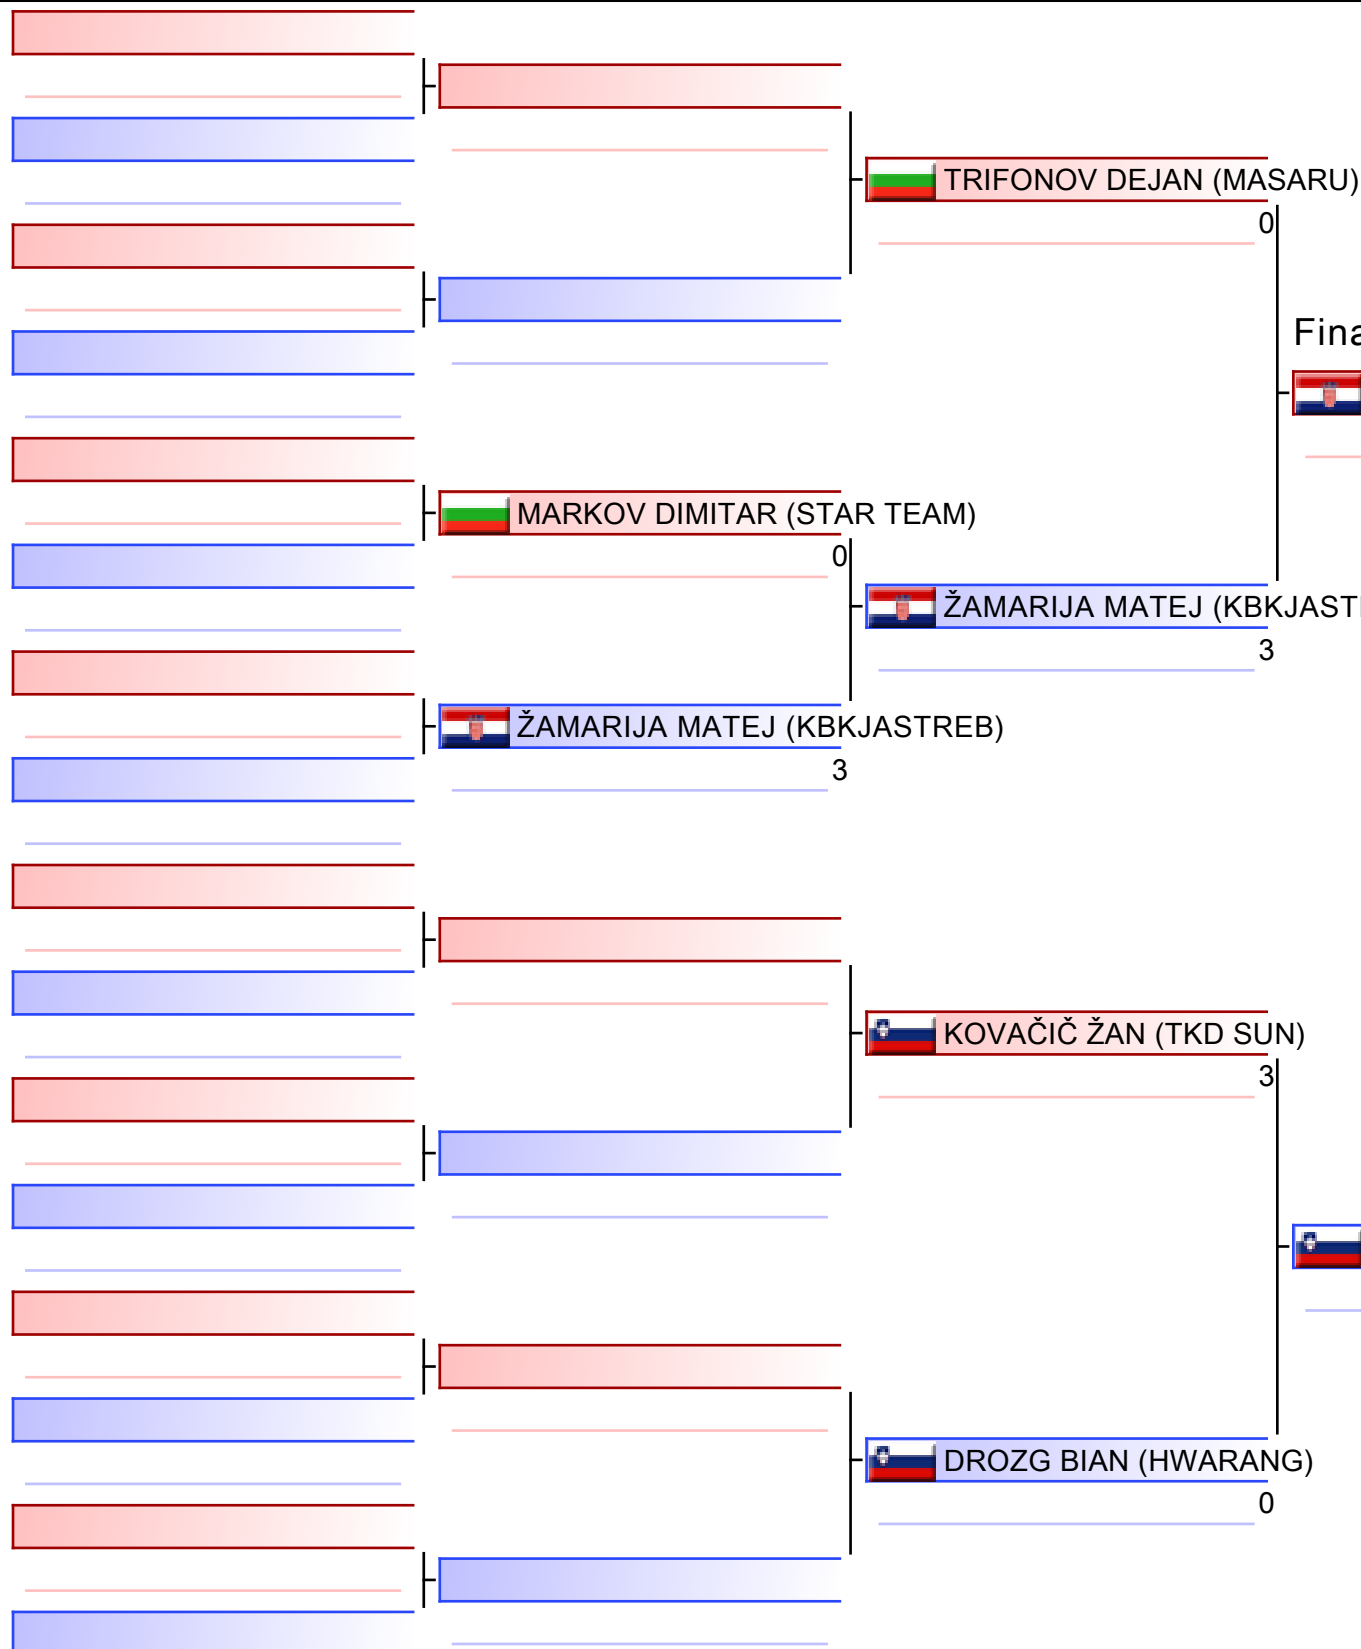 TRIFONOV DEJAN (MASARU)
0
MARKOV DIMITAR (STAR TEAM)
0
ŽAMARIJA MATEJ (KBKJASTREB)
3
ŽAMARIJA MATEJ (KBKJAST
3
Fina
KOVAČIČ ŽAN (TKD SUN)
3
DROZG BIAN (HWARANG)
0